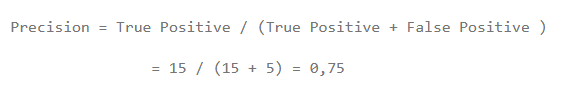 Precision = True Positive / (True Positive + False Positive )
= 15 / (15 + 5) = 0,75